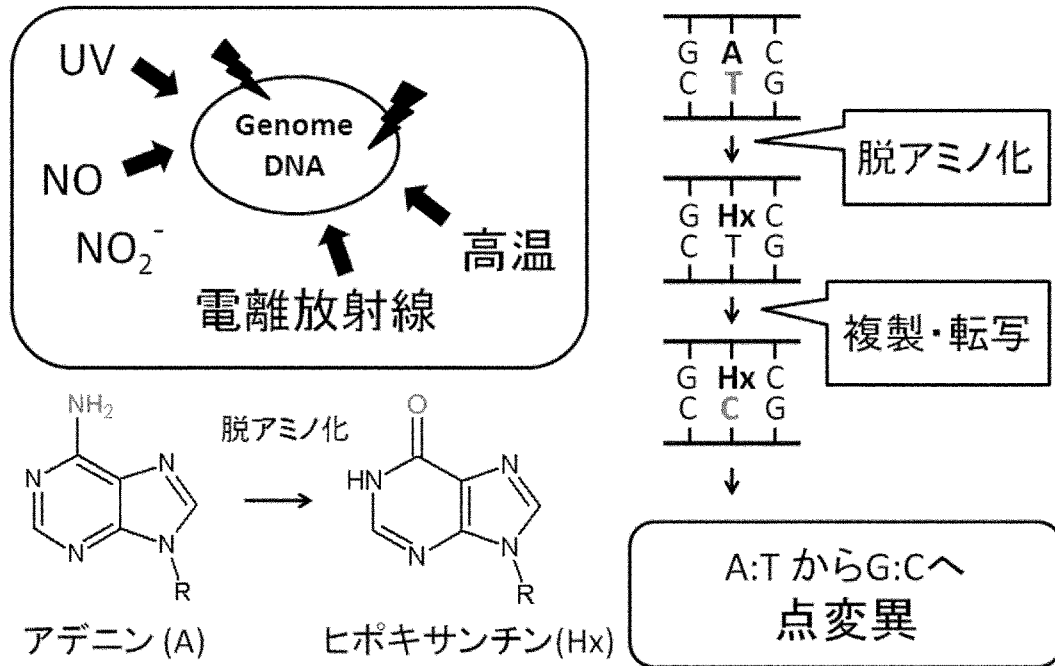 UV
NO
NO₂⁻
Genome
DNA
高温
電離放射線
NH₂
N
N
N
N
R
アデニン (A)
脱アミノ化
O
HN
N
N
N
R
ヒポキサンチン(Hx)
G A C
C T G
脱アミノ化
G Hx C
C T G
複製・転写
G Hx C
C C G
A:T からG:Cへ
点変異